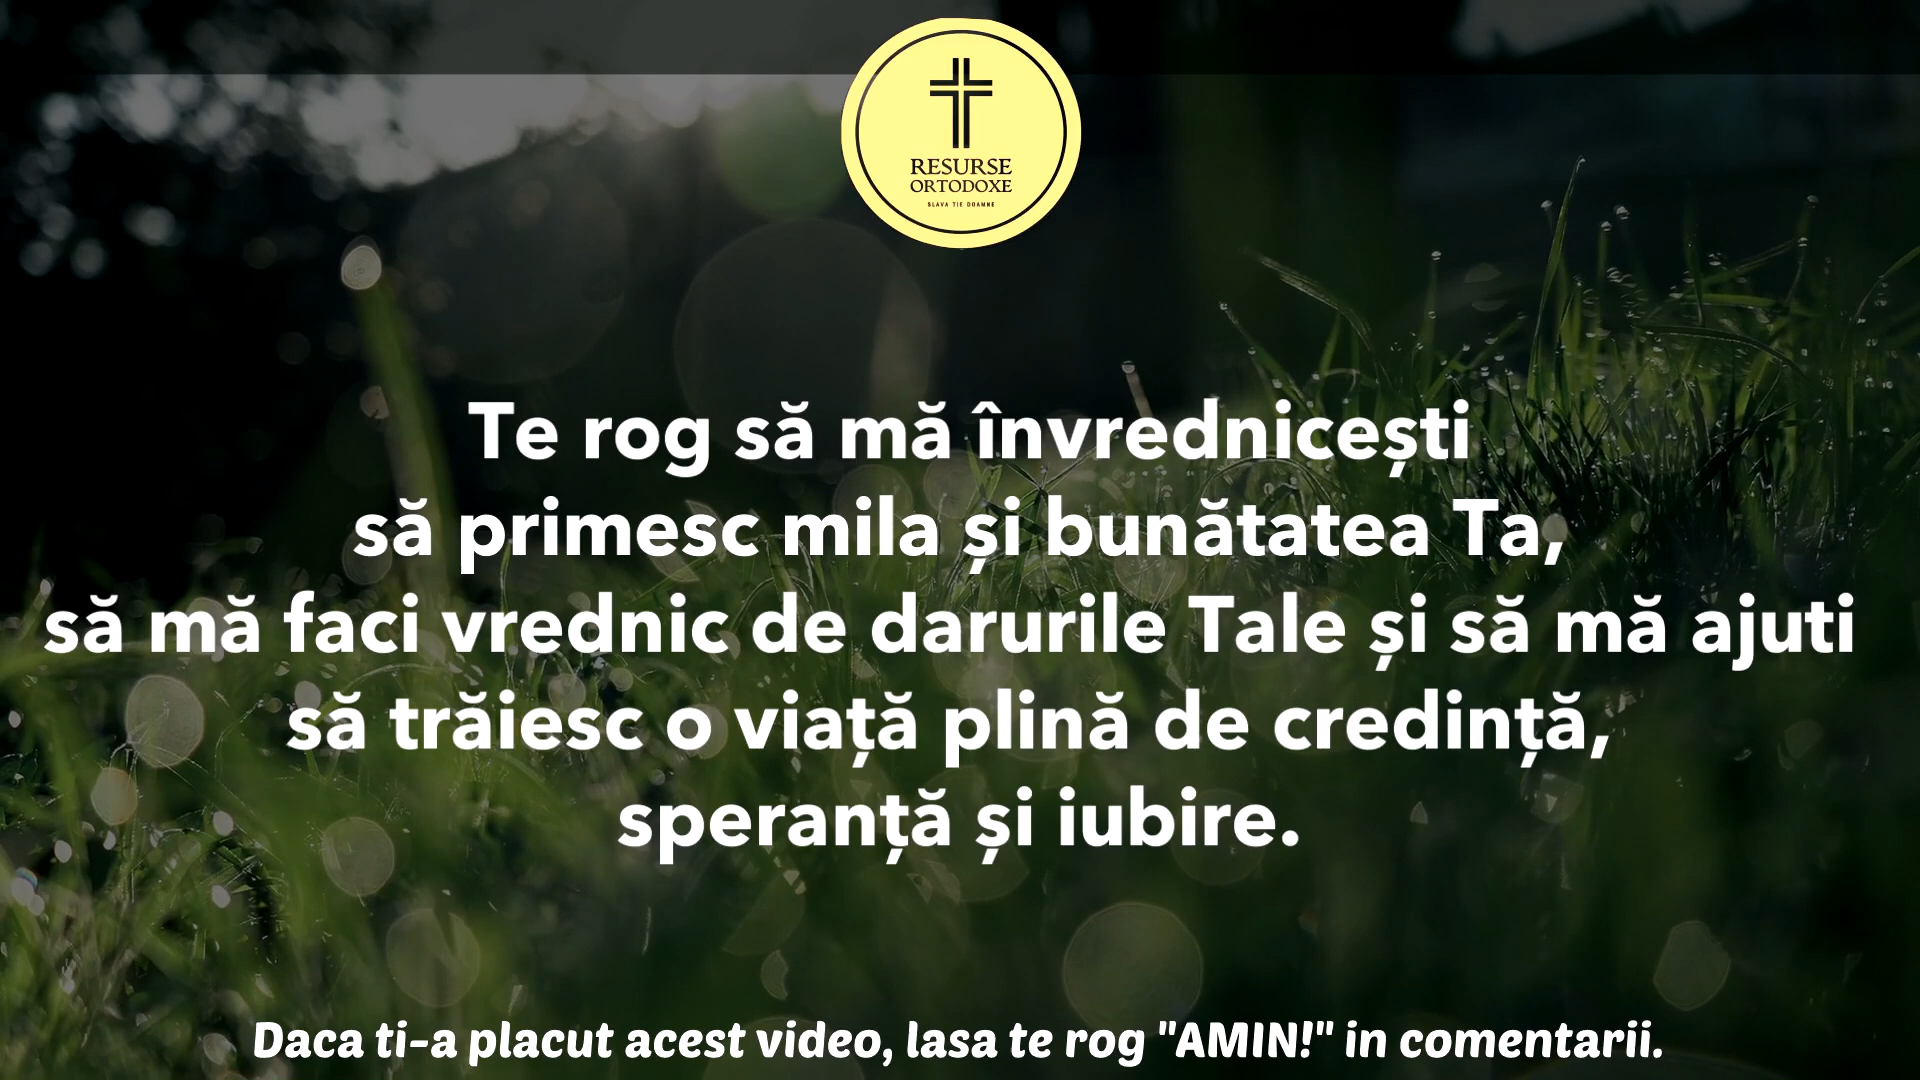 RESURSE
ORTODOXE
SLAVA TIE DOAMNE
Te rog să mă învrednicești
să primesc mila și bunătatea Ta,
să mă faci vrednic de darurile Tale și să mă ajuti
să trăiesc o viață plină de credință,
speranță și iubire.
Daca ti-a placut acest video, lasa te rog "AMIN!" in comentarii.